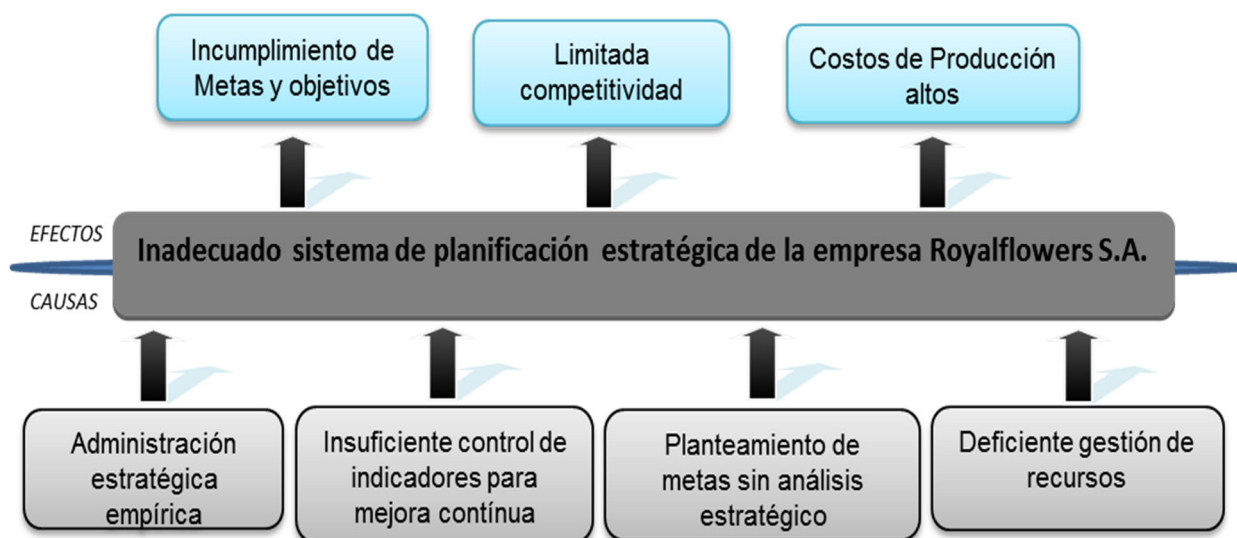 Incumplimiento de
Metas y objetivos
Limitada
competitividad
Costos de Producción
altos
EFECTOS
Inadecuado sistema de planificación estratégica de la empresa Royalflowers S.A.
CAUSAS
Administración
estratégica
empírica
Insuficiente control de
indicadores para
mejora contínua
Planteamiento de
metas sin análisis
estratégico
Deficiente gestión de
recursos